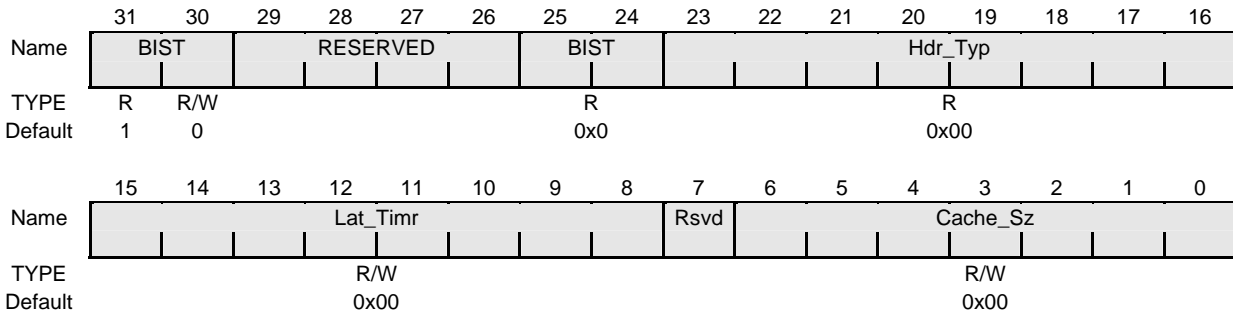 31 30 29 28 27 26 25 24 23 22 21 20 19 18 17 16
Name BIST RESERVED BIST Hdr_Typ
TYPE R R/W R R
Default 1 0 0x0 0x00
15 14 13 12 11 10 9 8 7 6 5 4 3 2 1 0
Name Lat_Timr Rsvd Cache_Sz
TYPE R/W R/W
Default 0x00 0x00